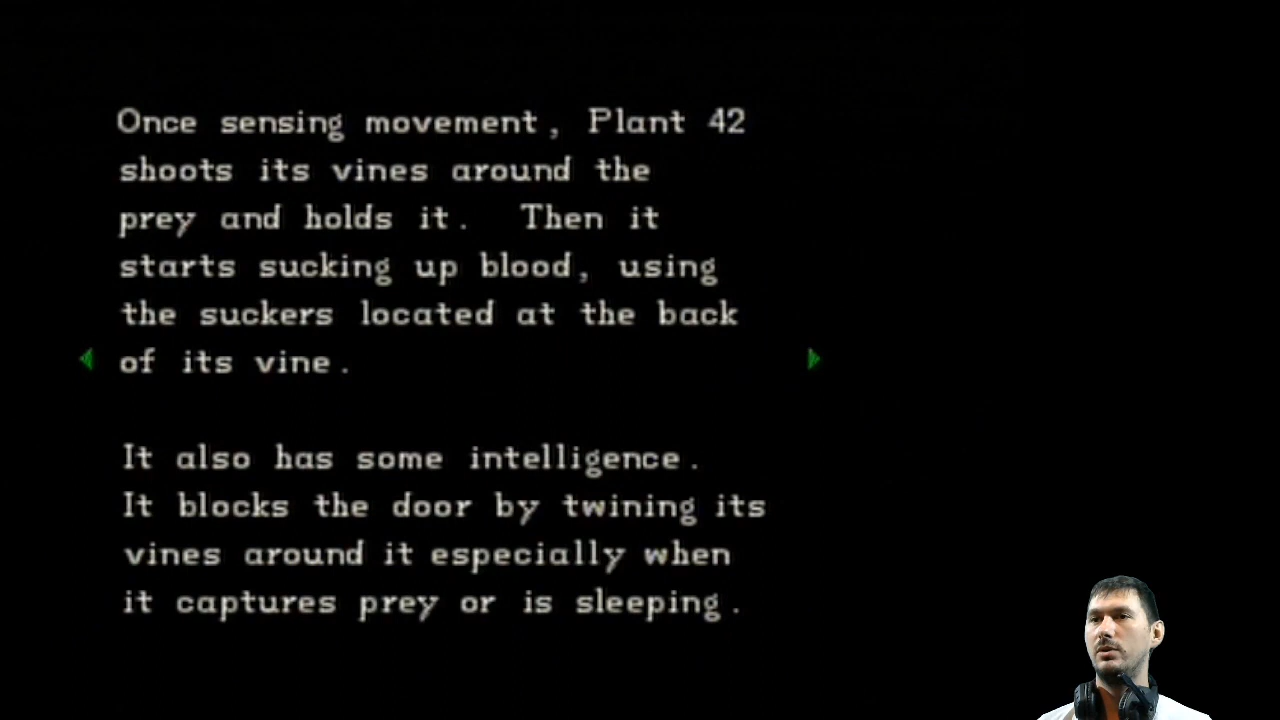 Once sensing movement, Plant 42
shoots its vines around the
prey and holds it. Then it
starts sucking up blood, using
the suckers located at the back
of its vine.
It also has some intelligence.
It blocks the door by twining its
vines around it especially when
it captures prey or is sleeping.